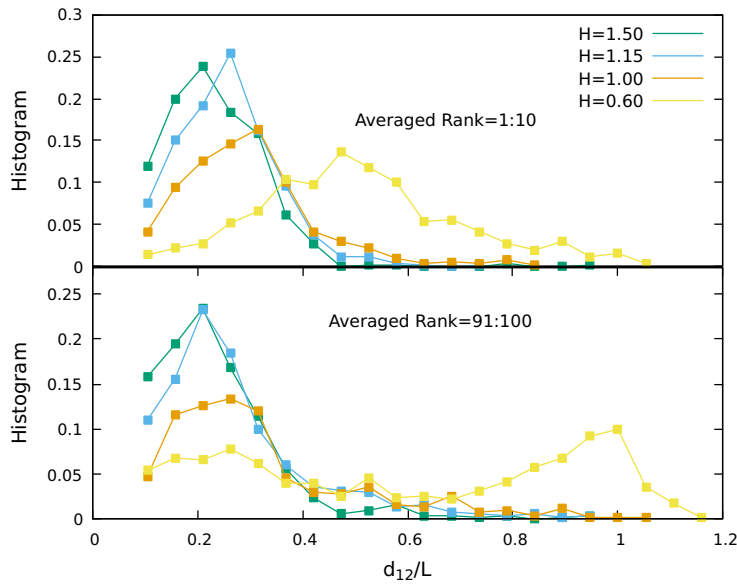 0.3
0.25
0.2
0.15
0.1
0.05
0
Histogram
H=1.50
H=1.15
H=1.00
H=0.60
Averaged Rank=1:10
0.25
0.2
0.15
0.1
0.05
0
Histogram
Averaged Rank=91:100
0
0.2
0.4
0.6
0.8
1
1.2
d₁₂/L